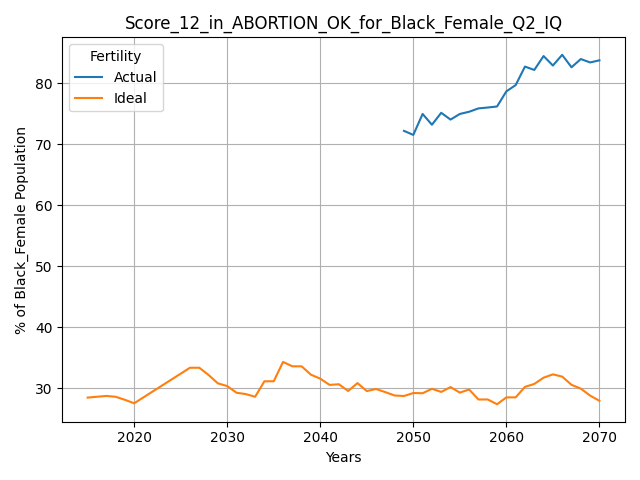 Score_12_in_ABORTION_OK_for_Black_Female_Q2_IQ
Fertility
Actual
Ideal
% of Black_Female Population
80
70
60
50
40
30
2020
2030
2040
2050
2060
2070
Years